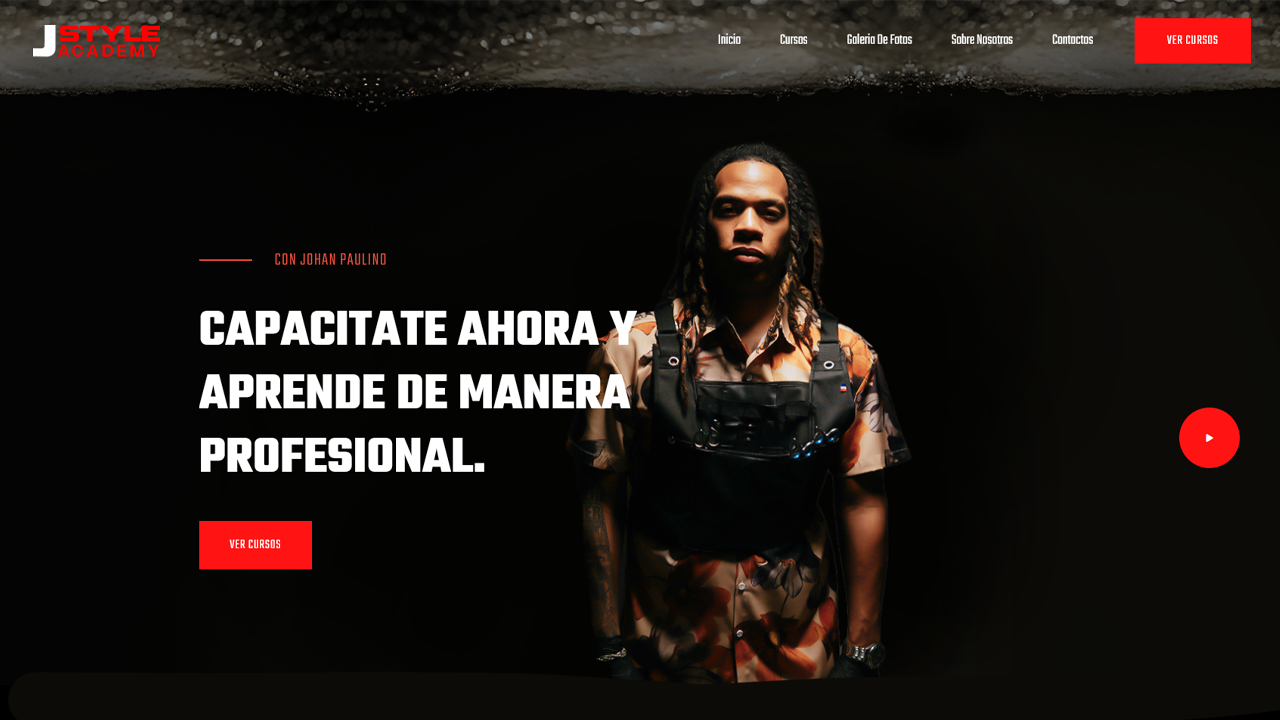 J STYLE
ACADEMY
Inicio
Cursos
Galeria De Fotos
Sobre Nosotros
Contactos
VER CURSOS
CON JOHAN PAULINO
CAPACITATE AHORA Y
APRENDE DE MANERA
PROFESIONAL.
VER CURSOS